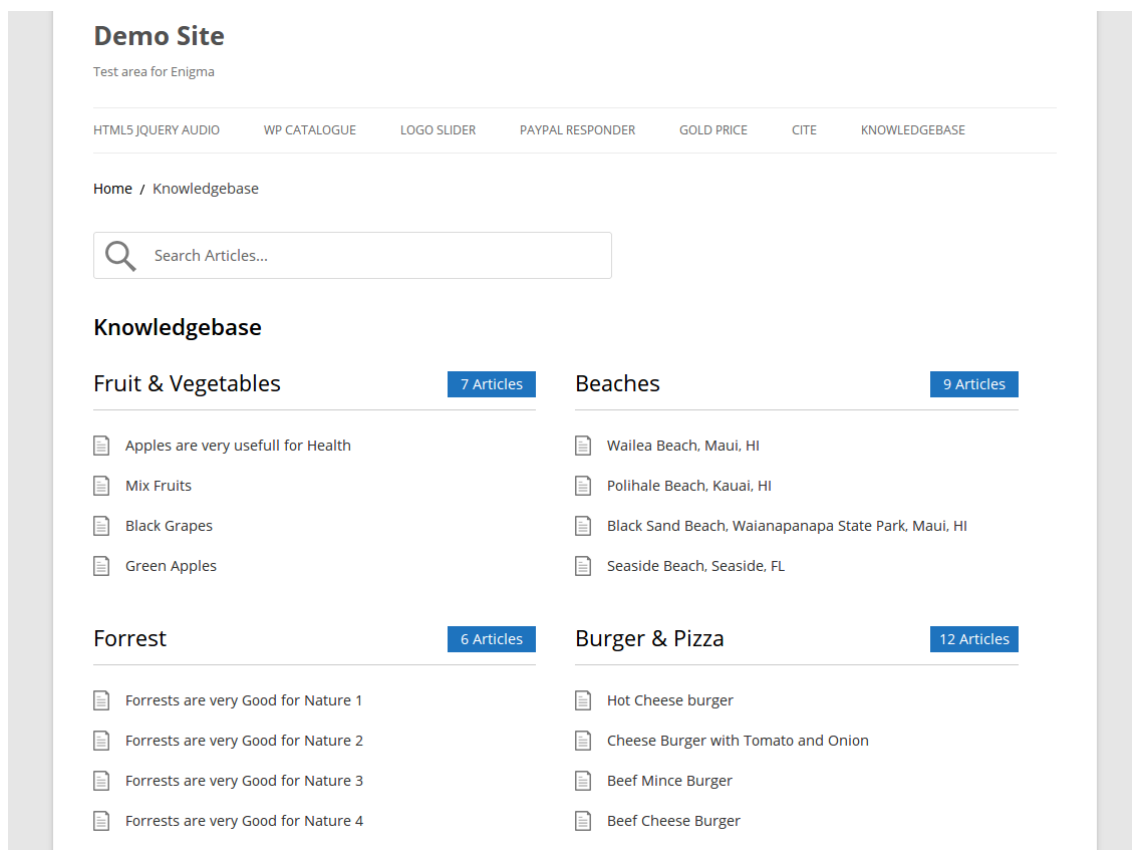 Demo Site
Test area for Enigma
HTML5 JQUERY AUDIO WP CATALOGUE LOGO SLIDER PAYPAL RESPONDER GOLD PRICE CITE KNOWLEDGEBASE
Home / Knowledgebase
Search Articles...
Knowledgebase
Fruit & Vegetables 7 Articles
Apples are very usefull for Health
Mix Fruits
Black Grapes
Green Apples
Beaches 9 Articles
Wailea Beach, Maui, HI
Polihale Beach, Kauai, HI
Black Sand Beach, Waianapanapa State Park, Maui, HI
Seaside Beach, Seaside, FL
Forrest 6 Articles
Forrests are very Good for Nature 1
Forrests are very Good for Nature 2
Forrests are very Good for Nature 3
Forrests are very Good for Nature 4
Burger & Pizza 12 Articles
Hot Cheese burger
Cheese Burger with Tomato and Onion
Beef Mince Burger
Beef Cheese Burger